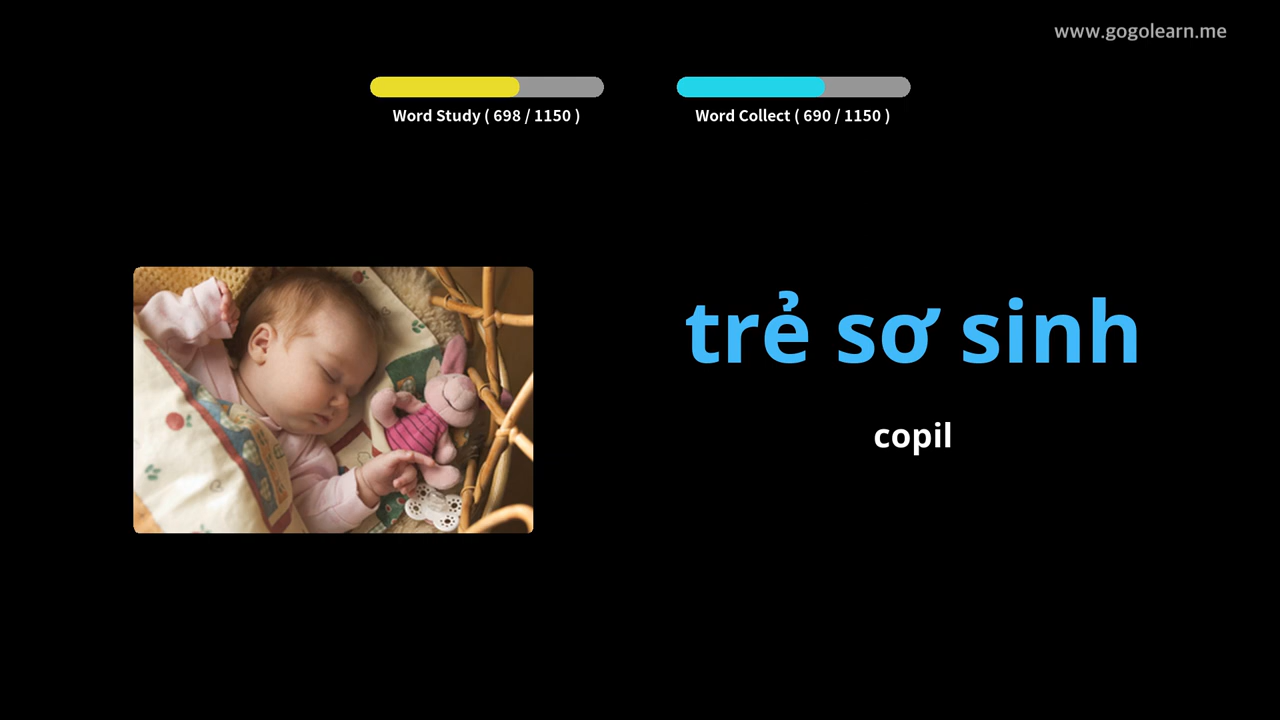 www.gogolearn.me
Word Study ( 698 / 1150 )
Word Collect ( 690 / 1150 )
trẻ sơ sinh
copil